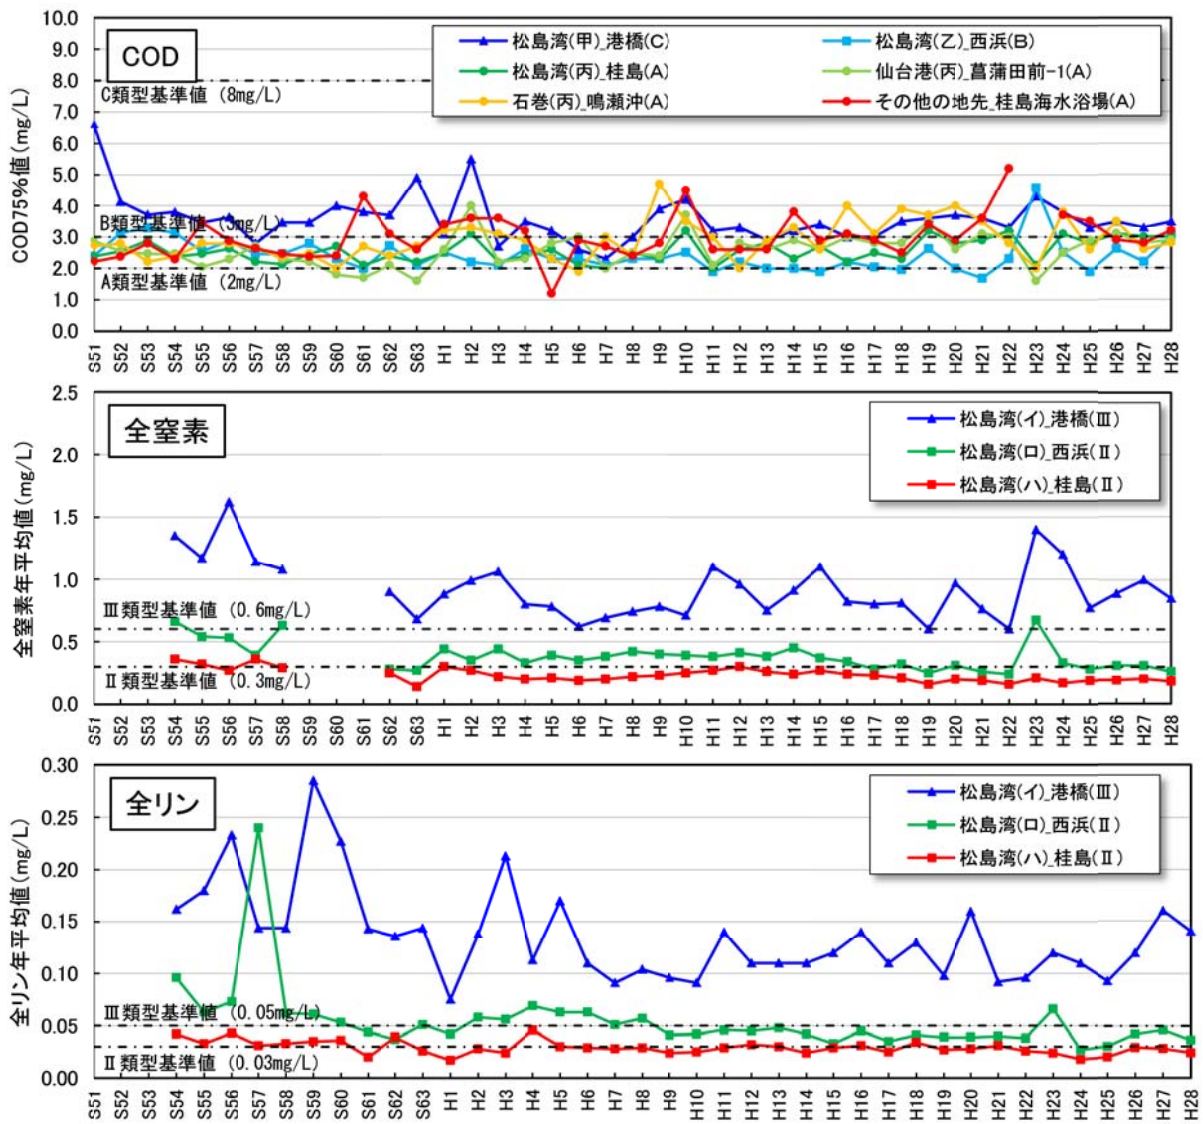 COD
COD75%値(mg/L)
10.0
9.0
8.0
7.0
6.0
5.0
4.0
3.0
2.0
1.0
0.0
松島湾(甲)_港橋(C)
松島湾(乙)_西浜(B)
松島湾(丙)_桂島(A)
仙台港(丙)_菖蒲田前-1(A)
石巻(丙)_鳴瀬沖(A)
その他の地先_桂島海水浴場(A)
C類型基準値 (8mg/L)
B類型基準値 (3mg/L)
A類型基準値 (2mg/L)
S51 S52 S53 S54 S55 S56 S57 S58 S59 S60 S61 S62 S63 H1 H2 H3 H4 H5 H6 H7 H8 H9 H10 H11 H12 H13 H14 H15 H16 H17 H18 H19 H20 H21 H22 H23 H24 H25 H26 H27 H28
全窒素
全窒素年平均値(mg/L)
2.5
2.0
1.5
1.0
0.5
0.0
松島湾(イ)_港橋(Ⅲ)
松島湾(ロ)_西浜(Ⅱ)
松島湾(ハ)_桂島(Ⅱ)
Ⅲ類型基準値 (0.6mg/L)
Ⅱ類型基準値 (0.3mg/L)
S51 S52 S53 S54 S55 S56 S57 S58 S59 S60 S61 S62 S63 H1 H2 H3 H4 H5 H6 H7 H8 H9 H10 H11 H12 H13 H14 H15 H16 H17 H18 H19 H20 H21 H22 H23 H24 H25 H26 H27 H28
全リン
全リン年平均値(mg/L)
0.30
0.25
0.20
0.15
0.10
0.05
0.00
松島湾(イ)_港橋(Ⅲ)
松島湾(ロ)_西浜(Ⅱ)
松島湾(ハ)_桂島(Ⅱ)
Ⅲ類型基準値 (0.05mg/L)
Ⅱ類型基準値 (0.03mg/L)
S51 S52 S53 S54 S55 S56 S57 S58 S59 S60 S61 S62 S63 H1 H2 H3 H4 H5 H6 H7 H8 H9 H10 H11 H12 H13 H14 H15 H16 H17 H18 H19 H20 H21 H22 H23 H24 H25 H26 H27 H28